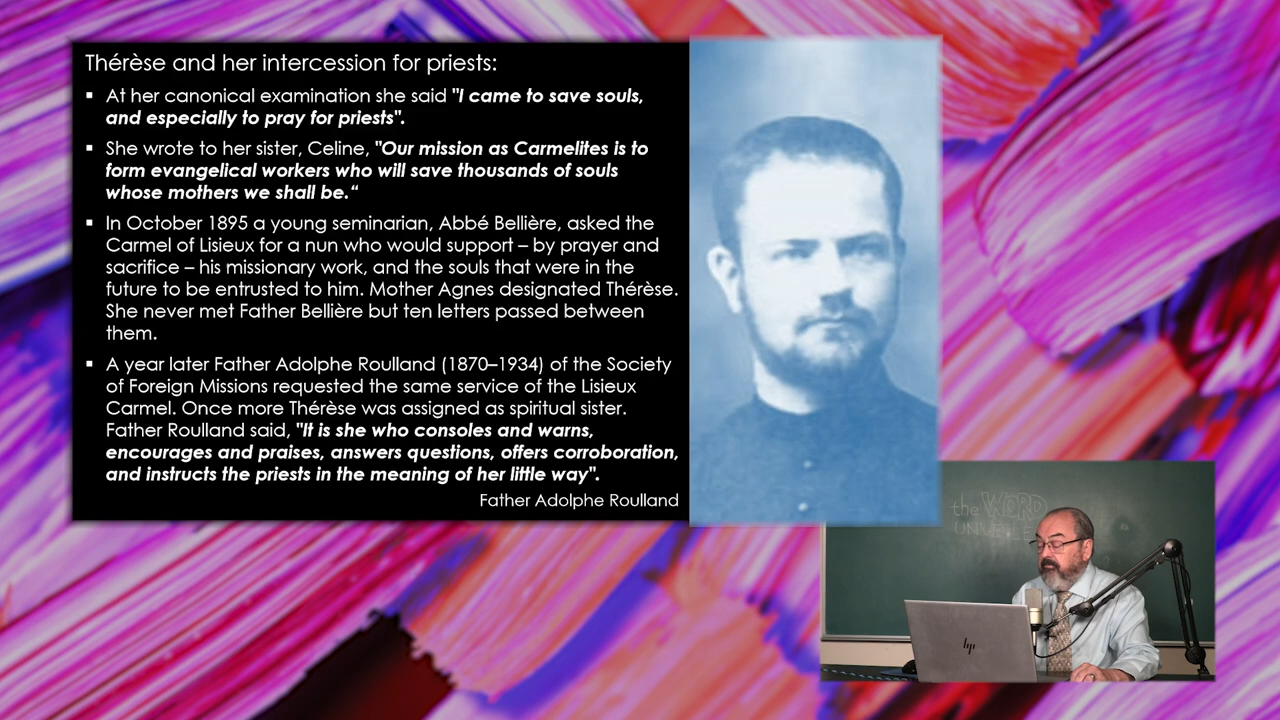 Thérèse and her intercession for priests:
▪ At her canonical examination she said "I came to save souls,
and especially to pray for priests".
▪ She wrote to her sister, Celine, "Our mission as Carmelites is to
form evangelical workers who will save thousands of souls
whose mothers we shall be.“
▪ In October 1895 a young seminarian, Abbé Bellière, asked the
Carmel of Lisieux for a nun who would support – by prayer and
sacrifice – his missionary work, and the souls that were in the
future to be entrusted to him. Mother Agnes designated Thérèse.
She never met Father Bellière but ten letters passed between
them.
▪ A year later Father Adolphe Roulland (1870–1934) of the Society
of Foreign Missions requested the same service of the Lisieux
Carmel. Once more Thérèse was assigned as spiritual sister.
Father Roulland said, "It is she who consoles and warns,
encourages and praises, answers questions, offers corroboration,
and instructs the priests in the meaning of her little way".
Father Adolphe Roulland
the WORD
hp